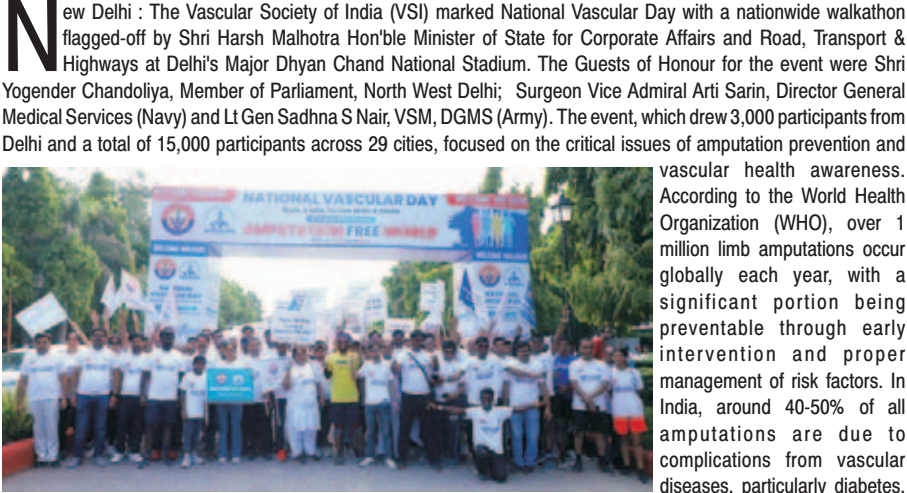 New Delhi : The Vascular Society of India (VSI) marked National Vascular Day with a nationwide walkathon
flagged-off by Shri Harsh Malhotra Hon'ble Minister of State for Corporate Affairs and Road, Transport &
Highways at Delhi's Major Dhyan Chand National Stadium. The Guests of Honour for the event were Shri
Yogender Chandoliya, Member of Parliament, North West Delhi; Surgeon Vice Admiral Arti Sarin, Director General
Medical Services (Navy) and Lt Gen Sadhna S Nair, VSM, DGMS (Army). The event, which drew 3,000 participants from
Delhi and a total of 15,000 participants across 29 cities, focused on the critical issues of amputation prevention and
vascular health awareness.
According to the World Health
Organization (WHO), over 1
million limb amputations occur
globally each year, with a
significant portion being
preventable through early
intervention and proper
management of risk factors. In
India, around 40-50% of all
amputations are due to
complications from vascular
diseases, particularly diabetes.
NATIONAL VASCULAR DAY
AMPUTATION FREE WORLD
WELCOME WALKERS
NATIONAL
VASCULAR DAY